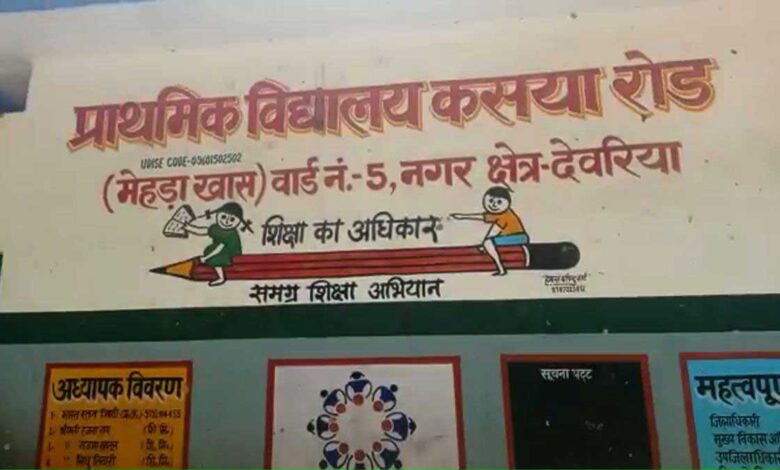 प्राथमिक विद्यालय कसया रोड
UDISE CODE-
(मेहड़ा खास) वार्ड नं.-5, नगर क्षेत्र-देवरिया
शिक्षा का अधिकार
समग्र शिक्षा अभियान
अध्यापक विवरण
सूचना पट्ट
महत्वपू
जिलाधिकारी
मुख्य विकास अ
उपजिलाधिका